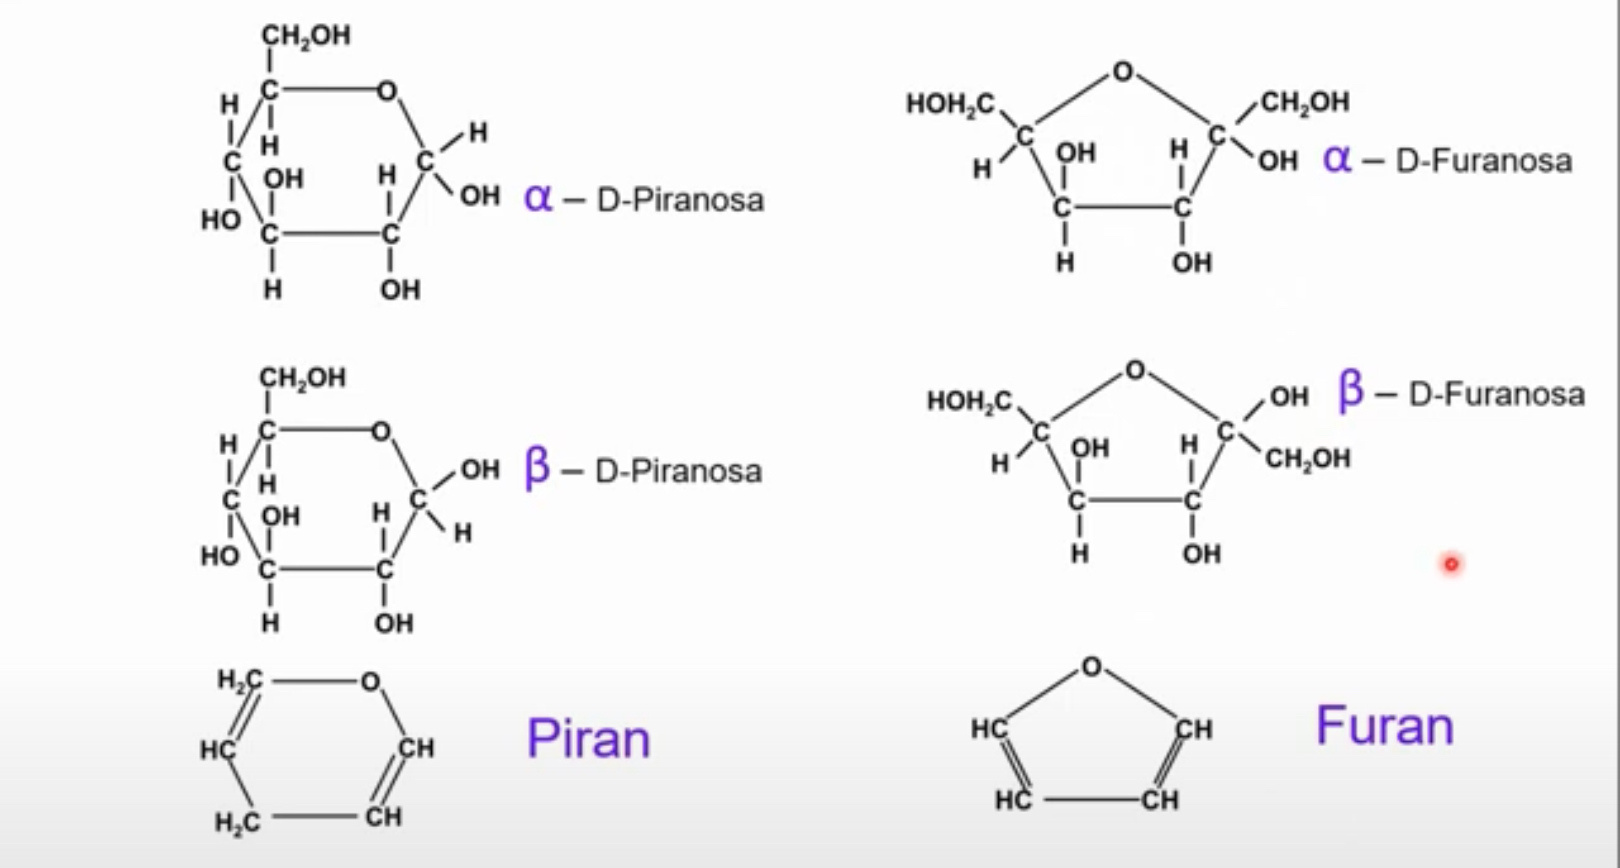 CH₂OH
C O
H
H
H
C C
OH H
OH
HO
C C
H OH
α – D-Piranosa
O
HOH₂C CH₂OH
C C
H OH H OH
C C
H OH
α – D-Furanosa
CH₂OH
C O
H
H
OH
C C
OH H
H
HO
C C
H OH
β – D-Piranosa
O
HOH₂C OH
C C
H OH H CH₂OH
C C
H OH
β – D-Furanosa
H₂C O
HC CH
H₂C CH
Piran
O
HC CH
HC CH
Furan